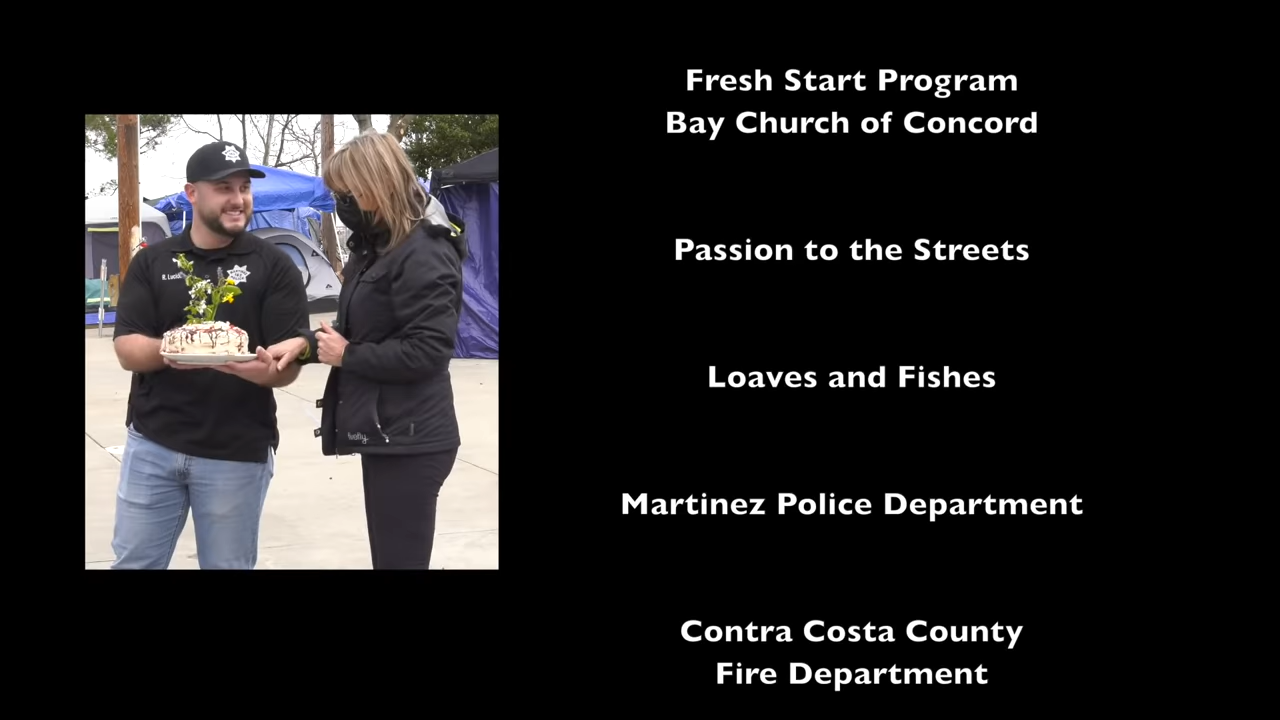 Fresh Start Program
Bay Church of Concord
Passion to the Streets
Loaves and Fishes
Martinez Police Department
Contra Costa County
Fire Department